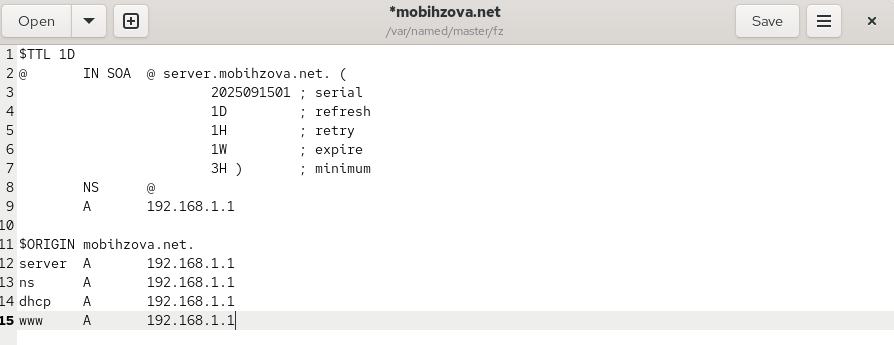 Open
*mobihzova.net
/var/named/master/fz
Save
1 $TTL 1D
2 @ IN SOA @ server.mobihzova.net. (
3 2025091501 ; serial
4 1D ; refresh
5 1H ; retry
6 1W ; expire
7 3H ) ; minimum
8 NS @
9 A 192.168.1.1
10
11 $ORIGIN mobihzova.net.
12 server A 192.168.1.1
13 ns A 192.168.1.1
14 dhcp A 192.168.1.1
15 www A 192.168.1.1